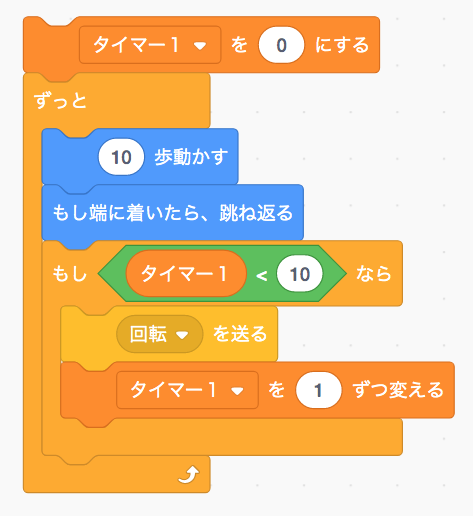 タイマー１ を 0 にする
ずっと
10 歩動かす
もし端に着いたら、跳ね返る
もし タイマー１ < 10 なら
回転 を送る
タイマー１ を 1 ずつ変える